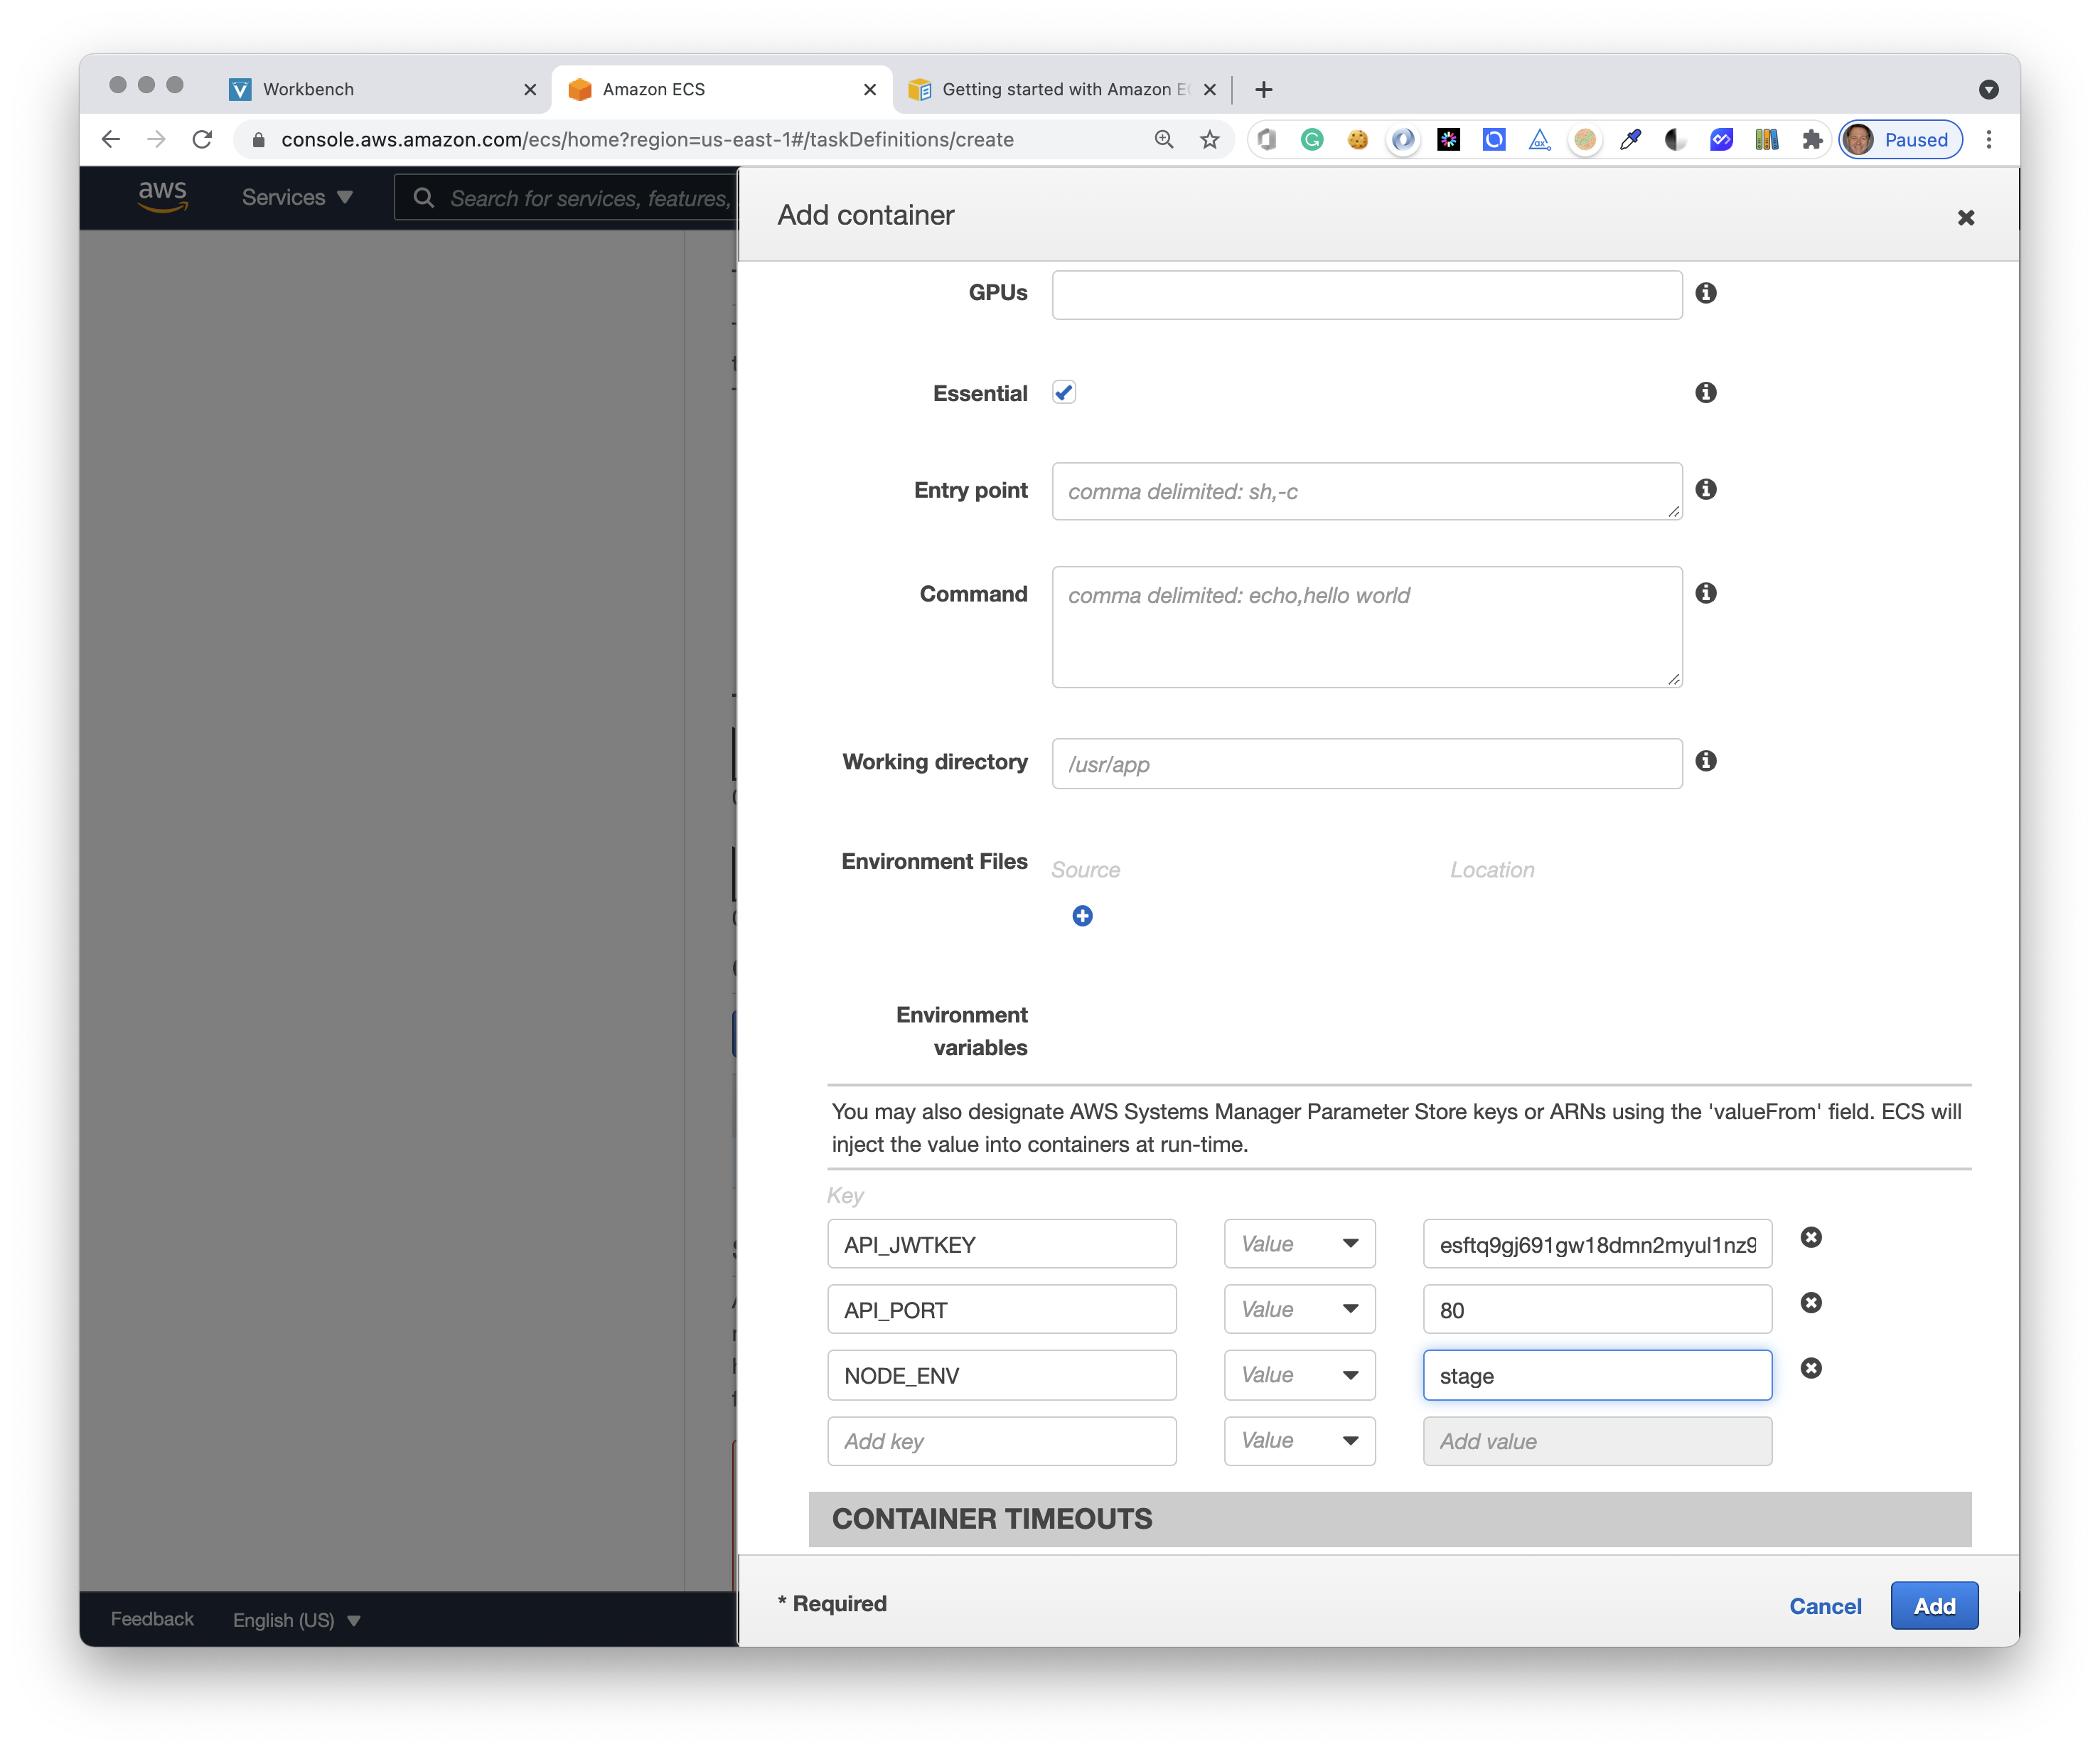 Workbench
Amazon ECS
Getting started with Amazon EC
console.aws.amazon.com/ecs/home?region=us-east-1#/taskDefinitions/create
Paused
aws
Services
Search for services, features,
Add container
GPUs
Essential
Entry point
comma delimited: sh,-c
Command
comma delimited: echo,hello world
Working directory
/usr/app
Environment Files
Source
Location
Environment
variables
You may also designate AWS Systems Manager Parameter Store keys or ARNs using the 'valueFrom' field. ECS will
inject the value into containers at run-time.
Key
API_JWTKEY
Value
esftq9gj691gw18dmn2myul1nz9
API_PORT
Value
80
NODE_ENV
Value
stage
Add key
Value
Add value
CONTAINER TIMEOUTS
* Required
Cancel
Add
Feedback
English (US)